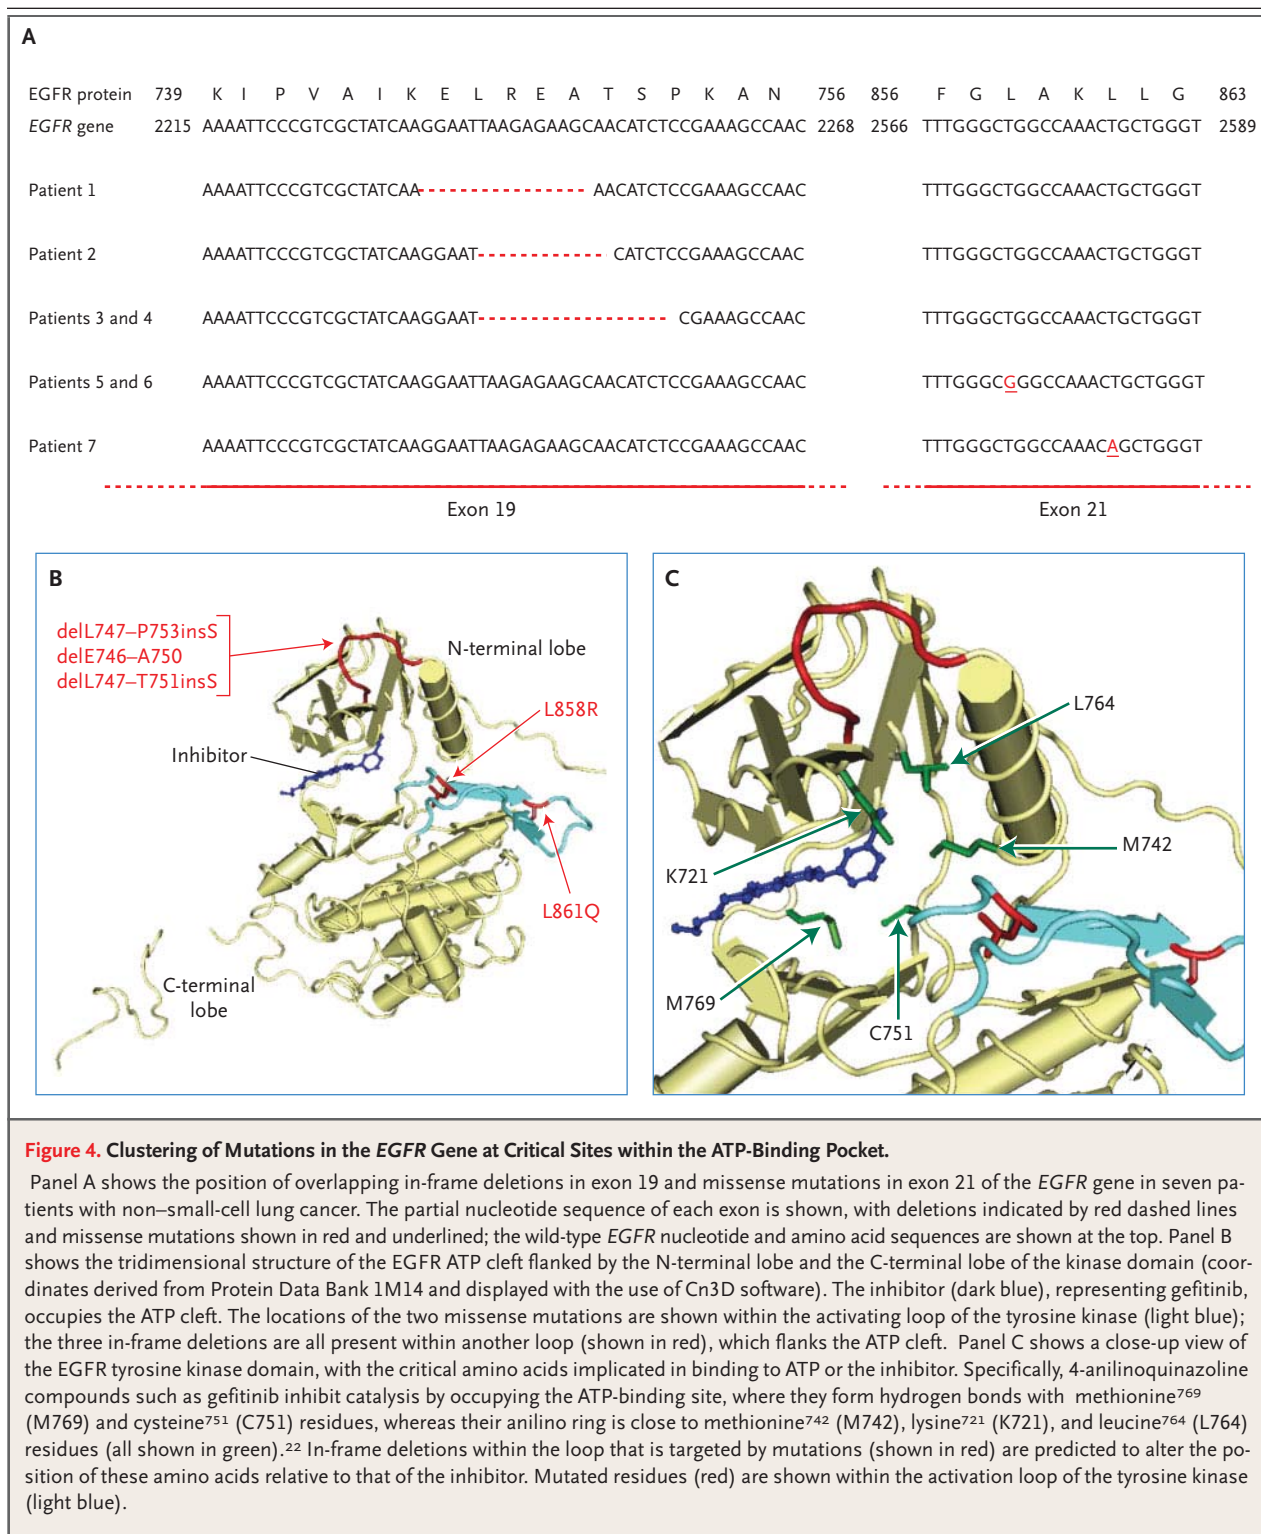 A
EGFR protein 739 K I P V A I K E L R E A T S P K A N 756 856 F G L A K L L G 863
EGFR gene 2215 AAAATTCCCGTCGCTATCAAGGAATTAAGAGAAGCAACATCTCCGAAAGCCAAC 2268 2566 TTTGGGCTGGCCAAACTGCTGGGT 2589
Patient 1 AAAATTCCCGTCGCTATCAA AACATCTCCGAAAGCCAAC TTTGGGCTGGCCAAACTGCTGGGT
Patient 2 AAAATTCCCGTCGCTATCAAGGAAT CATCTCCGAAAGCCAAC TTTGGGCTGGCCAAACTGCTGGGT
Patients 3 and 4 AAAATTCCCGTCGCTATCAAGGAAT CGAAAGCCAAC TTTGGGCTGGCCAAACTGCTGGGT
Patients 5 and 6 AAAATTCCCGTCGCTATCAAGGAATTAAGAGAAGCAACATCTCCGAAAGCCAAC TTTGGGCGGGCCAAACTGCTGGGT
Patient 7 AAAATTCCCGTCGCTATCAAGGAATTAAGAGAAGCAACATCTCCGAAAGCCAAC TTTGGGCTGGCCAAACAGCTGGGT
Exon 19 Exon 21
B
delL747–P753insS
delE746–A750
delL747–T751insS
N-terminal lobe
L858R
Inhibitor
L861Q
C-terminal
lobe
C
L764
M742
K721
M769
C751
Figure 4. Clustering of Mutations in the EGFR Gene at Critical Sites within the ATP-Binding Pocket.
Panel A shows the position of overlapping in-frame deletions in exon 19 and missense mutations in exon 21 of the EGFR gene in seven pa-
tients with non–small-cell lung cancer. The partial nucleotide sequence of each exon is shown, with deletions indicated by red dashed lines
and missense mutations shown in red and underlined; the wild-type EGFR nucleotide and amino acid sequences are shown at the top. Panel B
shows the tridimensional structure of the EGFR ATP cleft flanked by the N-terminal lobe and the C-terminal lobe of the kinase domain (coor-
dinates derived from Protein Data Bank 1M14 and displayed with the use of Cn3D software). The inhibitor (dark blue), representing gefitinib,
occupies the ATP cleft. The locations of the two missense mutations are shown within the activating loop of the tyrosine kinase (light blue);
the three in-frame deletions are all present within another loop (shown in red), which flanks the ATP cleft. Panel C shows a close-up view of
the EGFR tyrosine kinase domain, with the critical amino acids implicated in binding to ATP or the inhibitor. Specifically, 4-anilinoquinazoline
compounds such as gefitinib inhibit catalysis by occupying the ATP-binding site, where they form hydrogen bonds with methionine⁷⁶⁹
(M769) and cysteine⁷⁵¹ (C751) residues, whereas their anilino ring is close to methionine⁷⁴² (M742), lysine⁷²¹ (K721), and leucine⁷⁶⁴ (L764)
residues (all shown in green).²² In-frame deletions within the loop that is targeted by mutations (shown in red) are predicted to alter the po-
sition of these amino acids relative to that of the inhibitor. Mutated residues (red) are shown within the activation loop of the tyrosine kinase
(light blue).